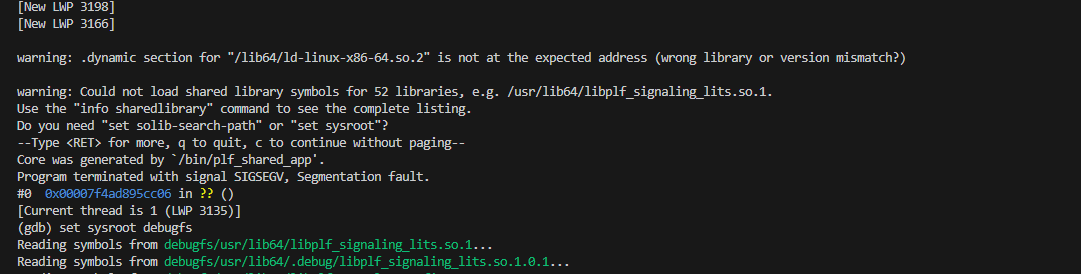 [New LWP 3198]
[New LWP 3166]
warning: .dynamic section for "/lib64/ld-linux-x86-64.so.2" is not at the expected address (wrong library or version mismatch?)
warning: Could not load shared library symbols for 52 libraries, e.g. /usr/lib64/libplf_signaling_lits.so.1.
Use the "info sharedlibrary" command to see the complete listing.
Do you need "set solib-search-path" or "set sysroot"?
--Type <RET> for more, q to quit, c to continue without paging--
Core was generated by `/bin/plf_shared_app'.
Program terminated with signal SIGSEGV, Segmentation fault.
#0  0x00007f4ad895cc06 in ?? ()
[Current thread is 1 (LWP 3135)]
(gdb) set sysroot debugfs
Reading symbols from debugfs/usr/lib64/libplf_signaling_lits.so.1...
Reading symbols from debugfs/usr/lib64/.debug/libplf_signaling_lits.so.1.0.1...